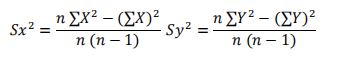 Sx² = n ∑X² − (∑X)² / n (n − 1) Sy² = n ∑Y² − (∑Y)² / n (n − 1)